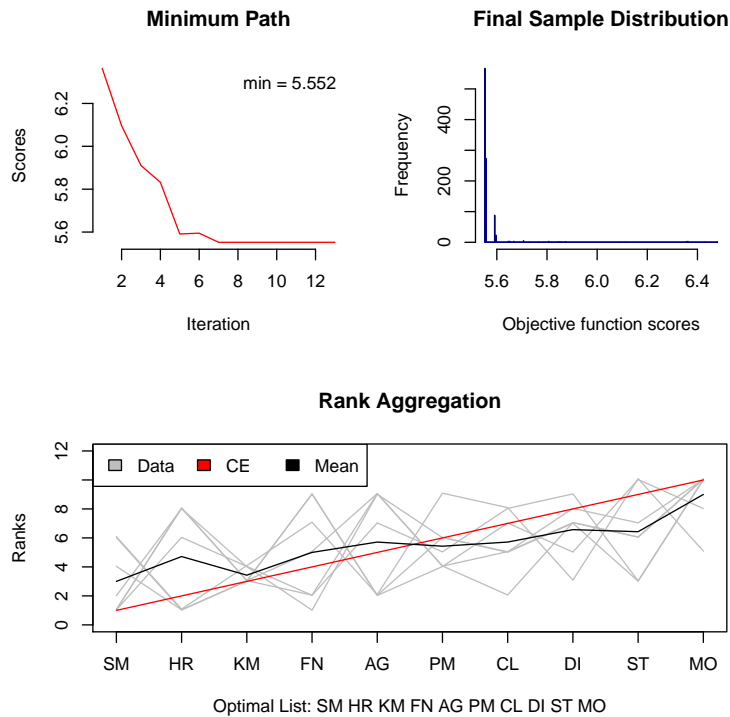 Minimum Path
min = 5.552
Scores
5.6 5.8 6.0 6.2
2 4 6 8 10 12
Iteration
Final Sample Distribution
Frequency
0 200 400
5.6 5.8 6.0 6.2 6.4
Objective function scores
Rank Aggregation
Data CE Mean
Ranks
0 2 4 6 8 12
SM HR KM FN AG PM CL DI ST MO
Optimal List: SM HR KM FN AG PM CL DI ST MO